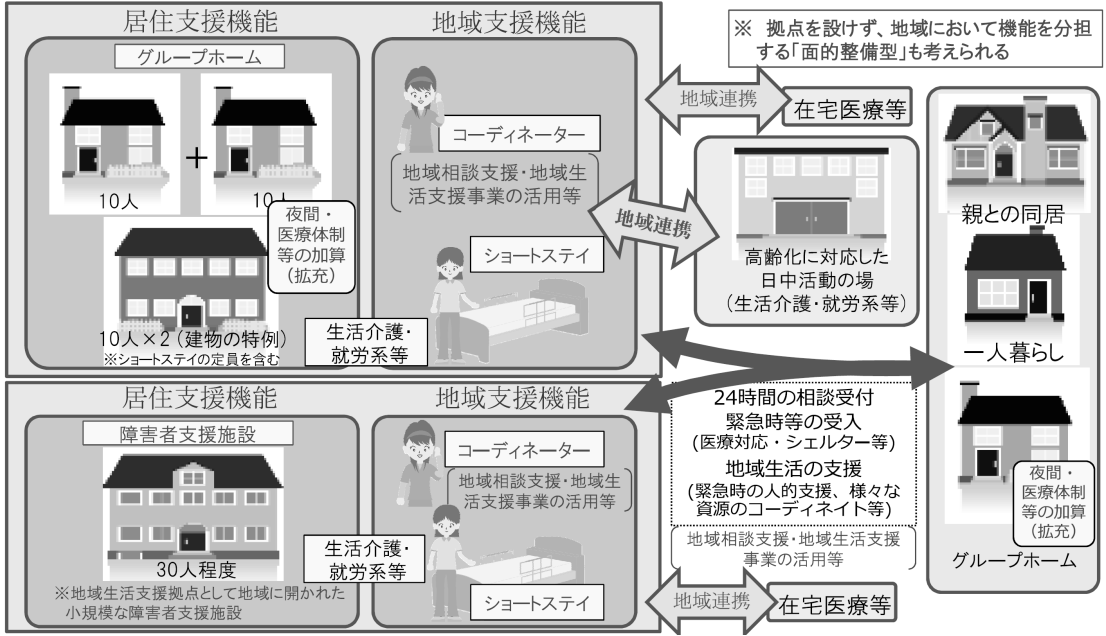 居住支援機能
地域支援機能
グループホーム
+
10人
10人
夜間・
医療体制
等の加算
（拡充）
10人×2（建物の特例）
※ショートステイの定員を含む
コーディネーター
地域相談支援・地域生
活支援事業の活用等
ショートステイ
生活介護・
就労系等
居住支援機能
地域支援機能
障害者支援施設
30人程度
※地域生活支援拠点として地域に開かれた
小規模な障害者支援施設
コーディネーター
地域相談支援・地域生
活支援事業の活用等
生活介護・
就労系等
ショートステイ
※ 拠点を設けず、地域において機能を分担
する「面的整備型」も考えられる
地域連携
在宅医療等
地域連携
高齢化に対応した
日中活動の場
（生活介護・就労系等）
24時間の相談受付
緊急時等の受入
（医療対応・シェルター等）
地域生活の支援
（緊急時の人的支援、様々な
資源のコーディネイト等）
地域相談支援・地域生活支援
事業の活用等
地域連携
在宅医療等
親との同居
一人暮らし
夜間・
医療体制
等の加算
（拡充）
グループホーム